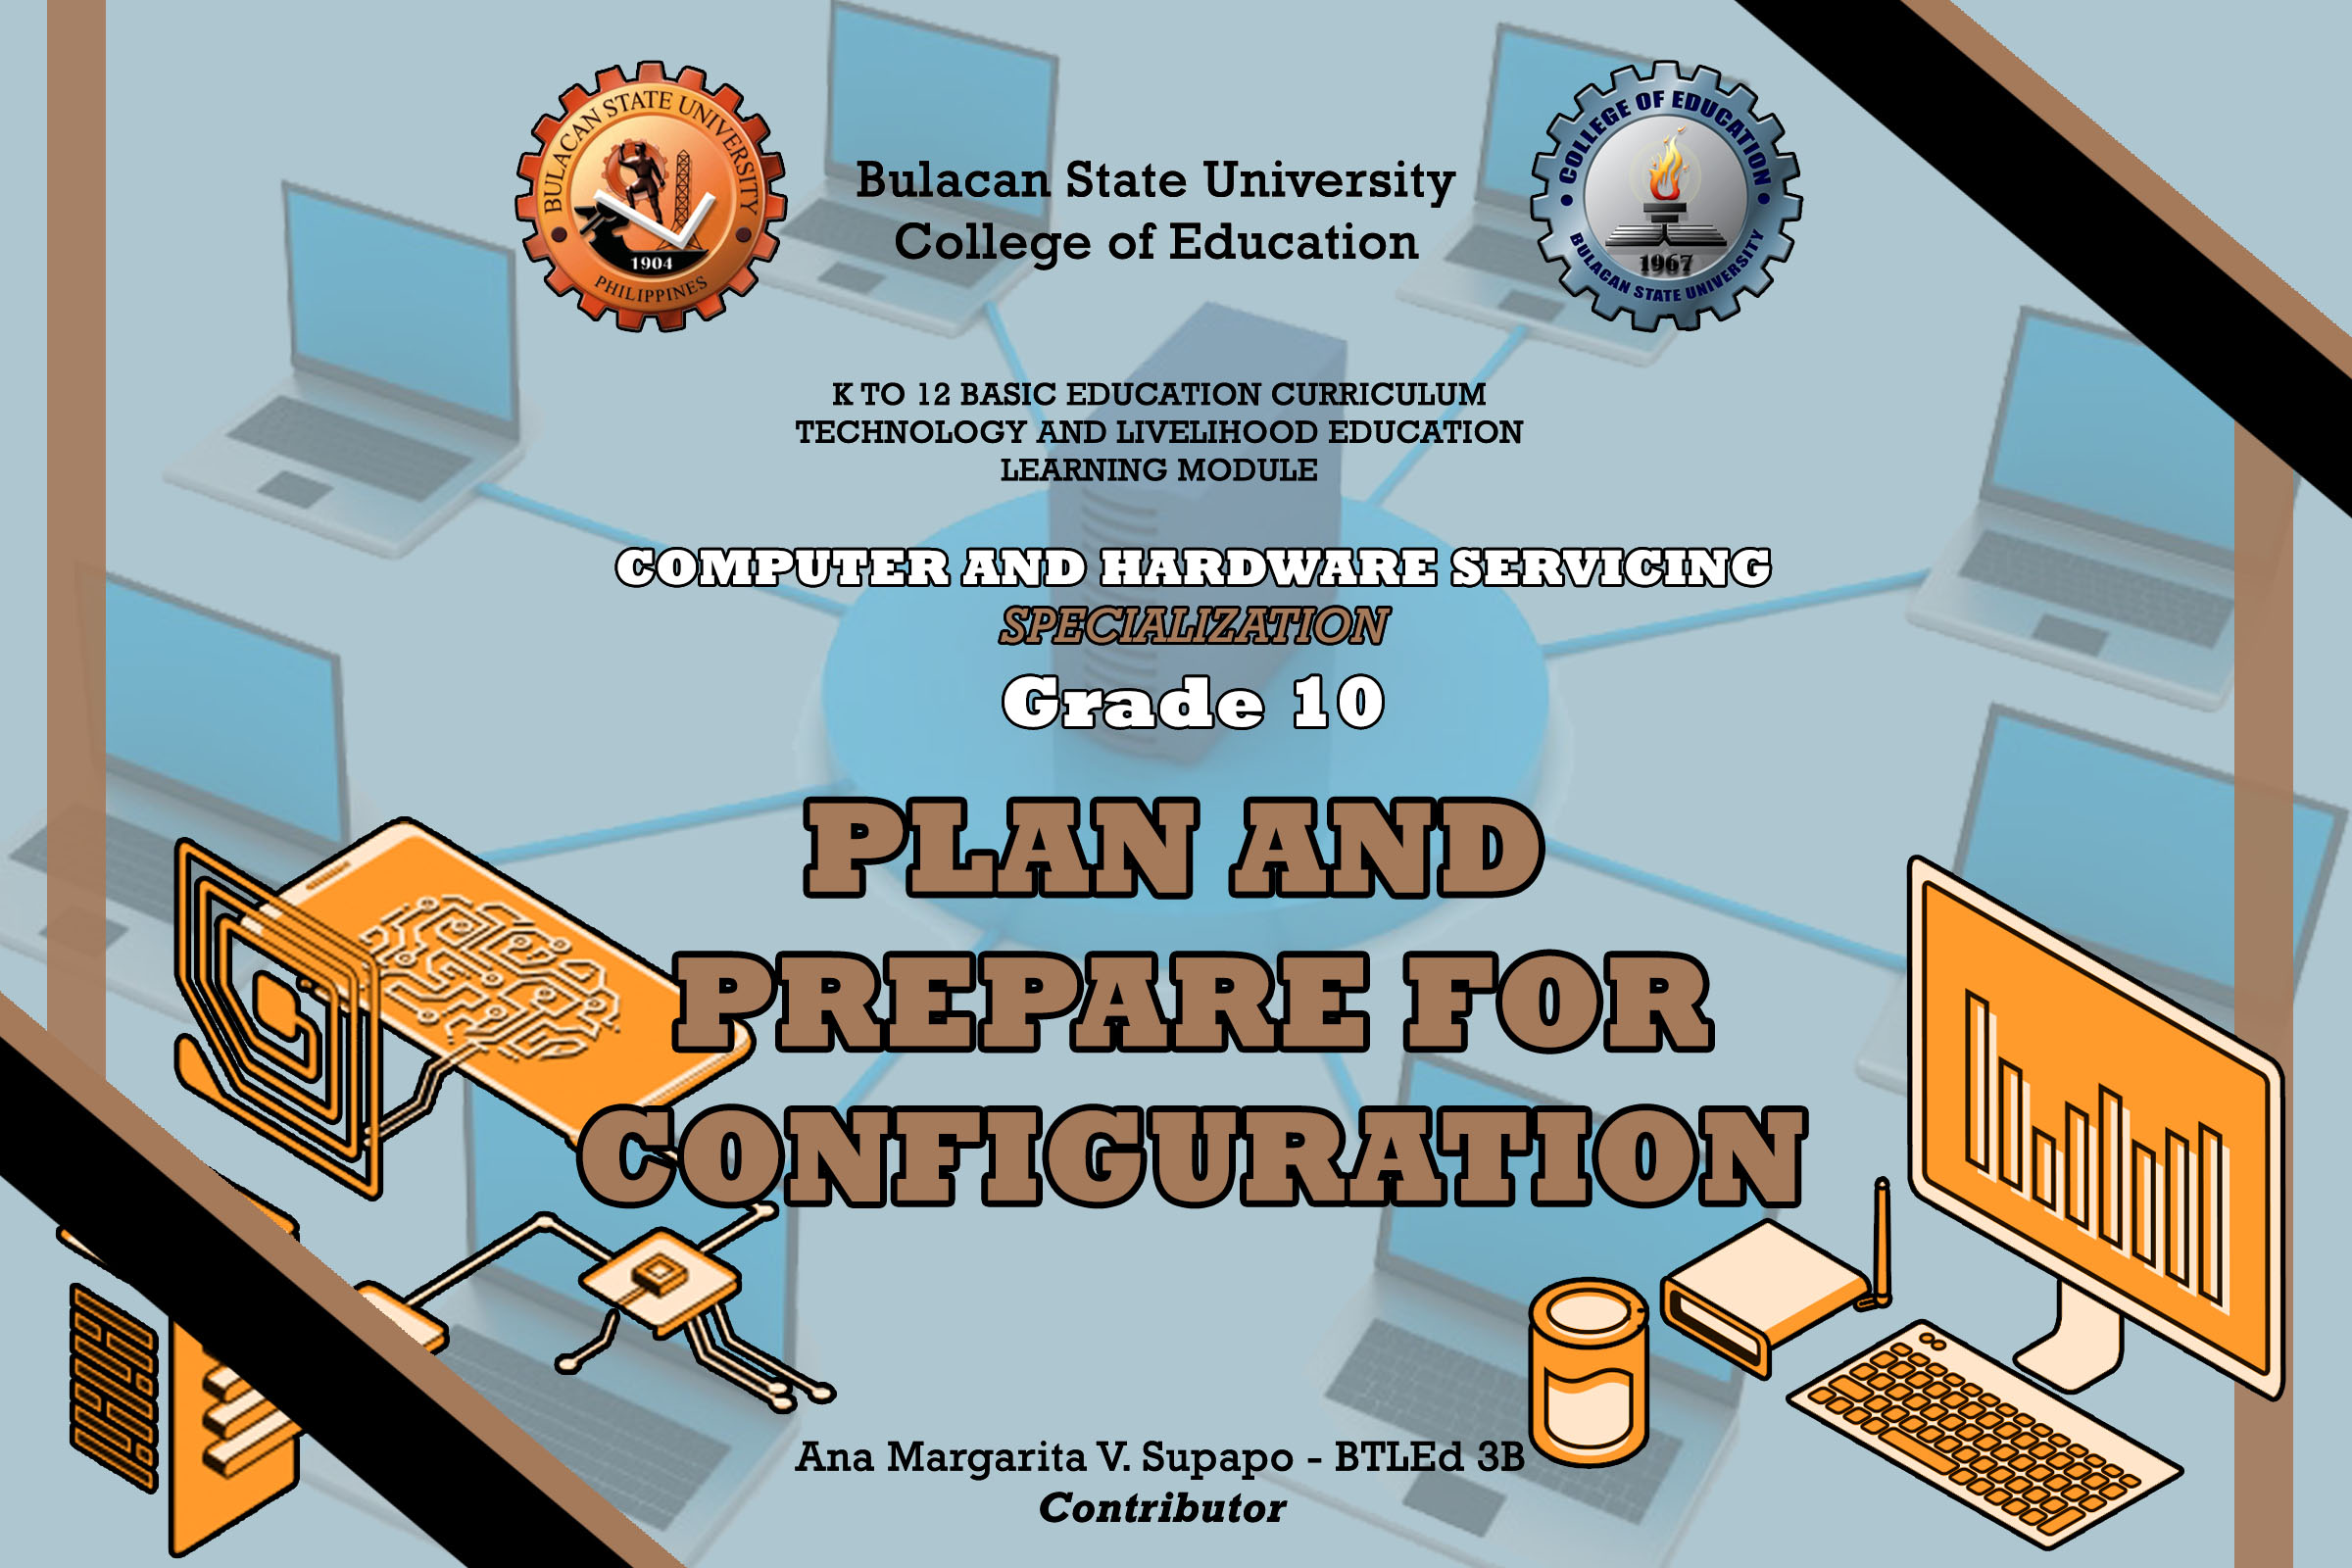 BULACAN STATE UNIVERSITY
1904
PHILIPPINES
Bulacan State University
College of Education
COLLEGE OF EDUCATION
1967
BULACAN STATE UNIVERSITY
K TO 12 BASIC EDUCATION CURRICULUM
TECHNOLOGY AND LIVELIHOOD EDUCATION
LEARNING MODULE
COMPUTER AND HARDWARE SERVICING
SPECIALIZATION
Grade 10
PLAN AND
PREPARE FOR
CONFIGURATION
Ana Margarita V. Supapo - BTLEd 3B
Contributor